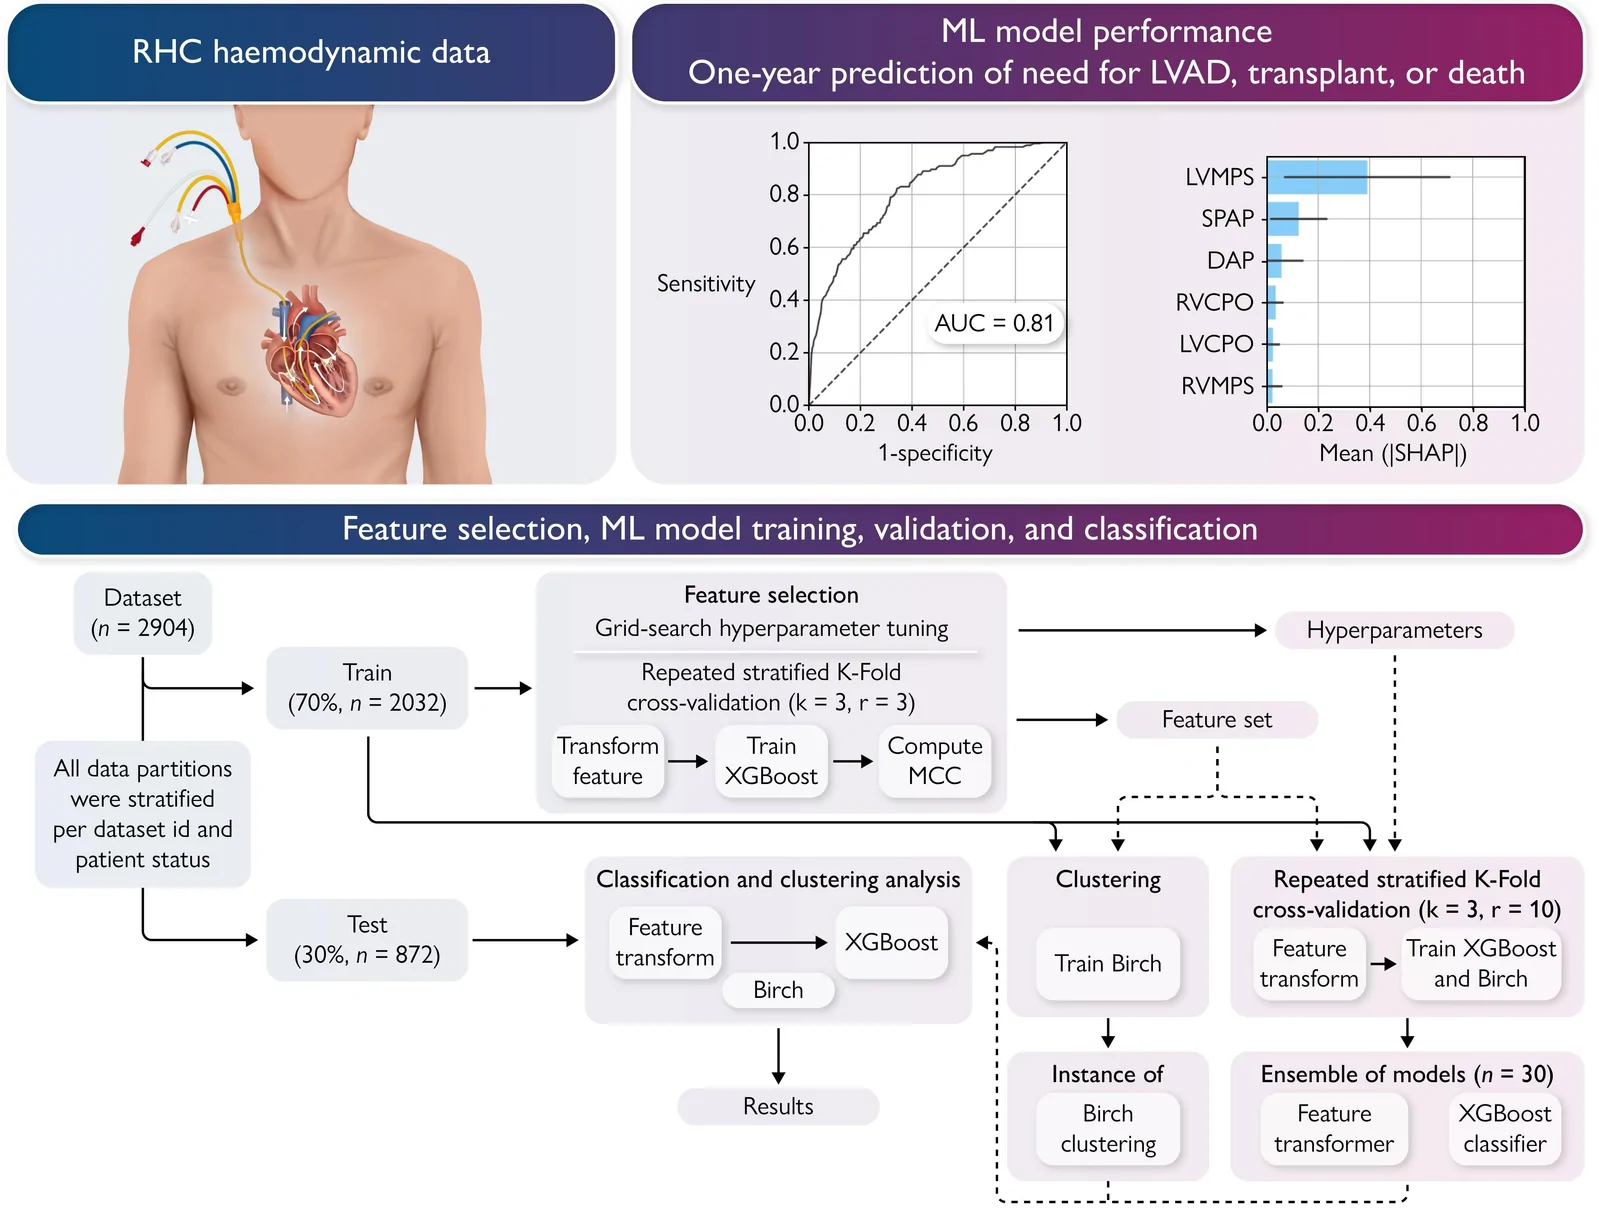 RHC haemodynamic data
ML model performance
One-year prediction of need for LVAD, transplant, or death
1.0
0.8
0.6
0.4
0.2
0.0
Sensitivity
AUC = 0.81
0.0 0.2 0.4 0.6 0.8 1.0
1-specificity
LVMPS
SPAP
DAP
RVCPO
LVCPO
RVMPS
0.0 0.2 0.4 0.6 0.8 1.0
Mean (|SHAP|)
Feature selection, ML model training, validation, and classification
Dataset
(n = 2904)
All data partitions
were stratified
per dataset id and
patient status
Train
(70%, n = 2032)
Test
(30%, n = 872)
Feature selection
Grid-search hyperparameter tuning
Repeated stratified K-Fold
cross-validation (k = 3, r = 3)
Transform
feature
Train
XGBoost
Compute
MCC
Hyperparameters
Feature set
Classification and clustering analysis
Feature
transform
XGBoost
Birch
Results
Clustering
Train Birch
Instance of
Birch
clustering
Repeated stratified K-Fold
cross-validation (k = 3, r = 10)
Feature
transform
Train XGBoost
and Birch
Ensemble of models (n = 30)
Feature
transformer
XGBoost
classifier